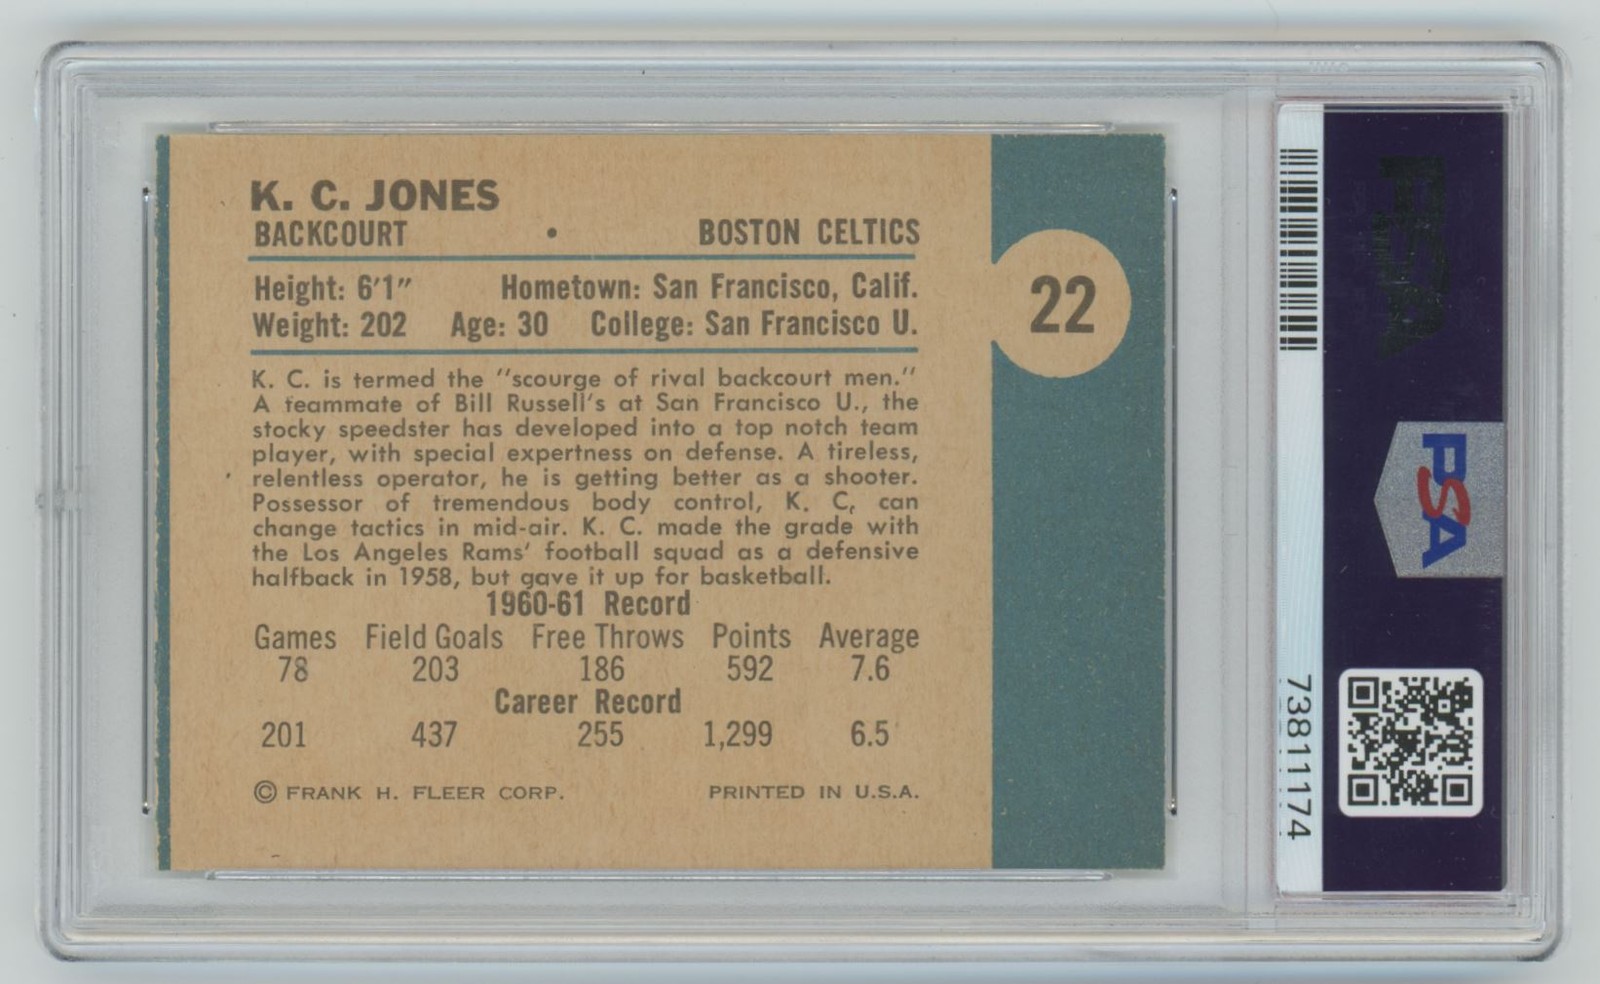 K. C. JONES
BACKCOURT • BOSTON CELTICS
Height: 6'1" Hometown: San Francisco, Calif.
Weight: 202 Age: 30 College: San Francisco U.
22
K. C. is termed the "scourge of rival backcourt men."
A teammate of Bill Russell's at San Francisco U., the
stocky speedster has developed into a top notch team
player, with special expertness on defense. A tireless,
relentless operator, he is getting better as a shooter.
Possessor of tremendous body control, K. C. can
change tactics in mid-air. K. C. made the grade with
the Los Angeles Rams' football squad as a defensive
halfback in 1958, but gave it up for basketball.
1960-61 Record
Games Field Goals Free Throws Points Average
78 203 186 592 7.6
Career Record
201 437 255 1,299 6.5
© FRANK H. FLEER CORP. PRINTED IN U.S.A.
PSA
PSA
73811174